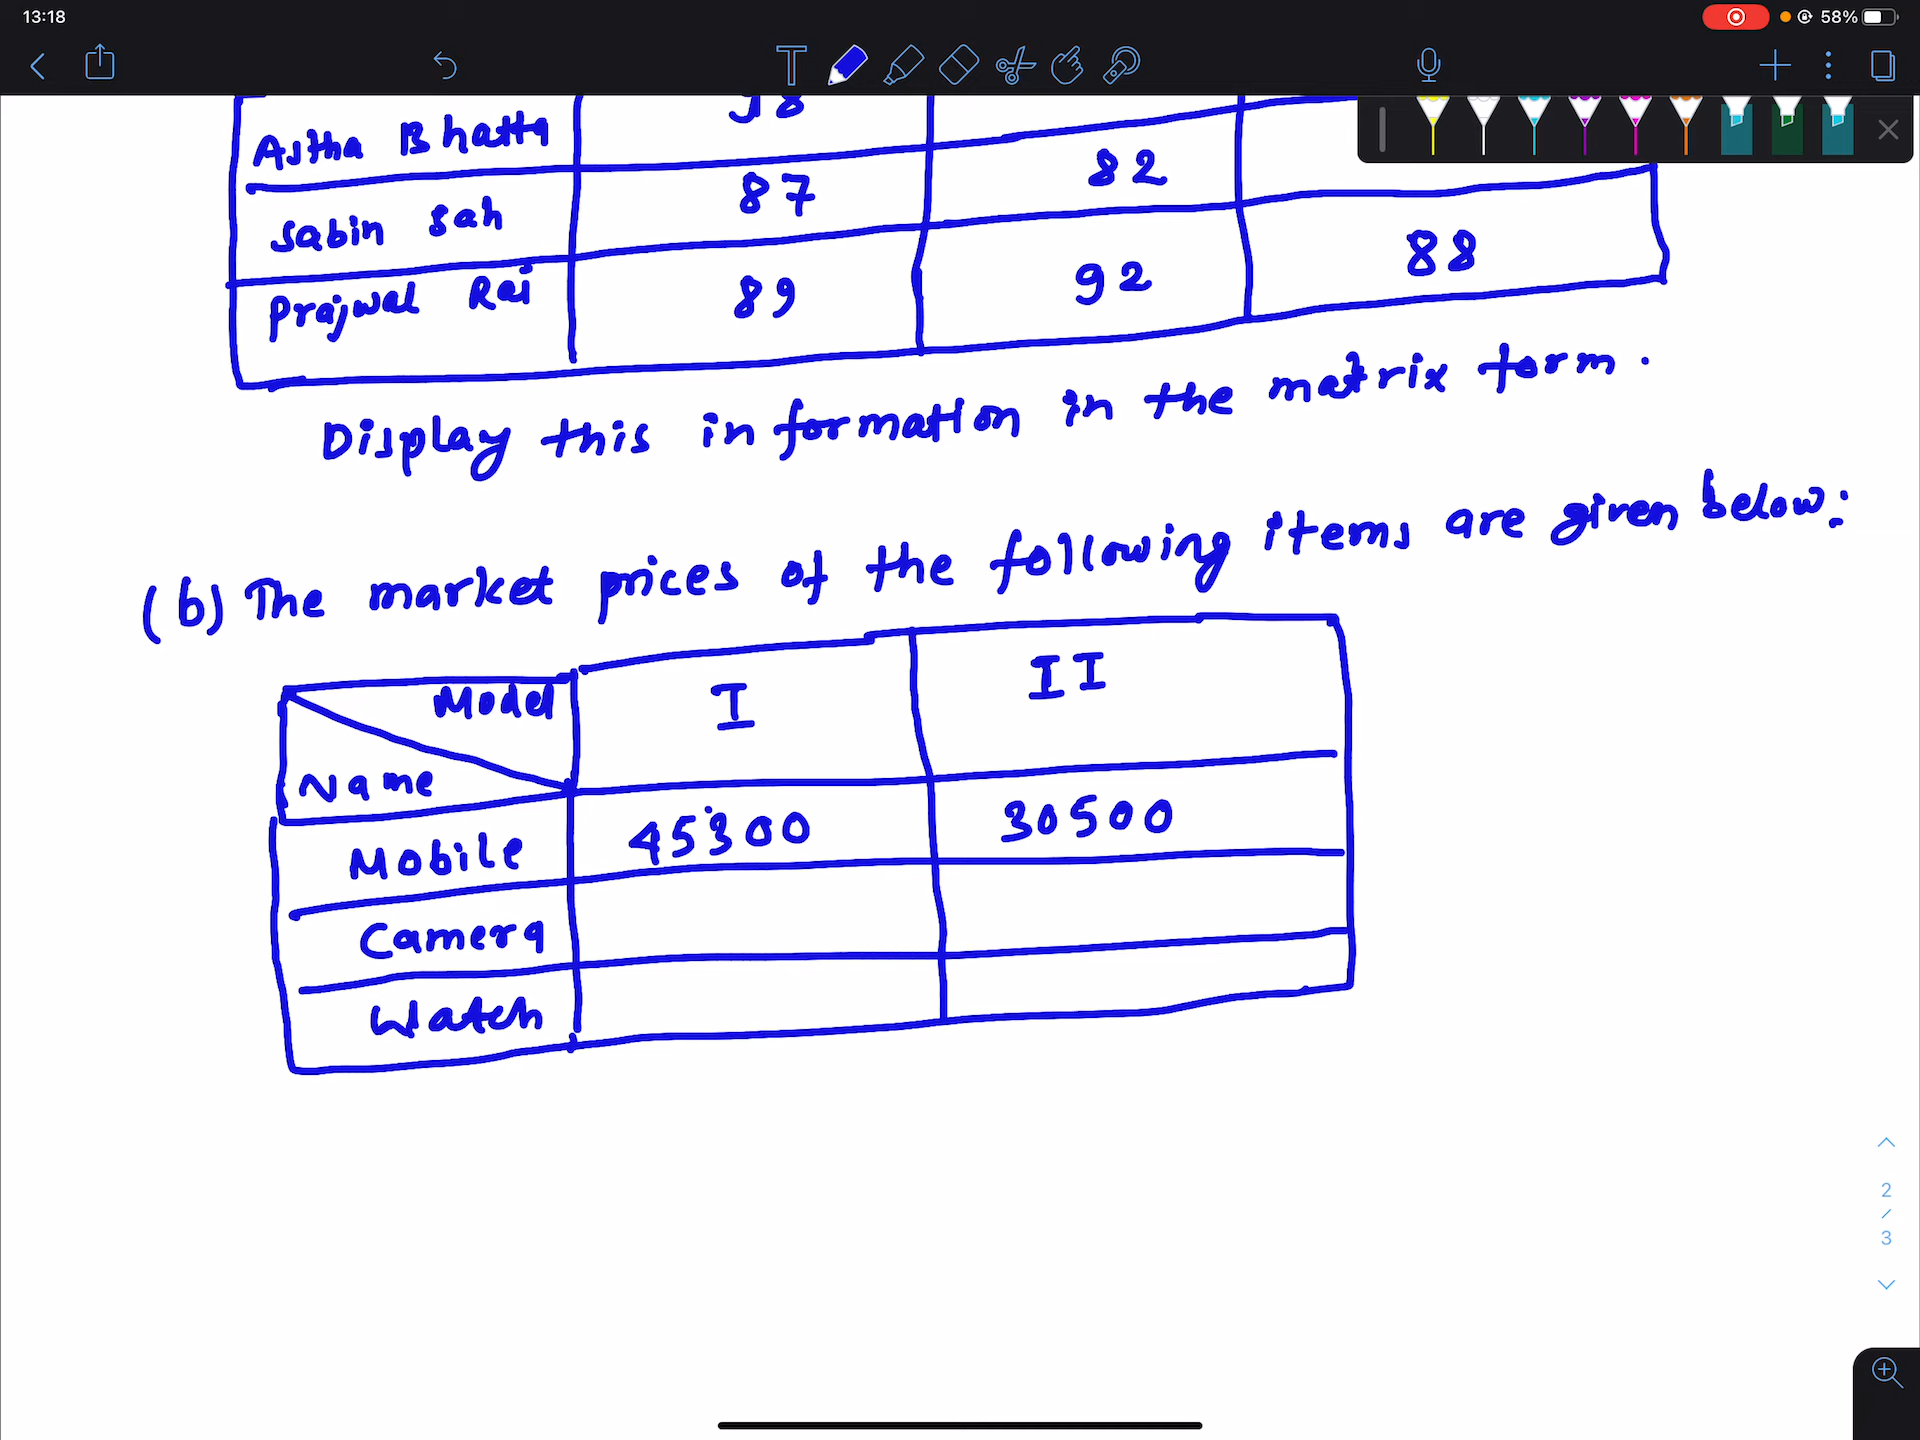 13:18
58%
Astha Bhatta
Sabin Sah 87 82
Prajwal Rai 89 92 88
Display this information in the matrix form.
(b) The market prices of the following items are given below:
Model I II
Name
Mobile 45300 30500
Camera
Watch
2
/
3